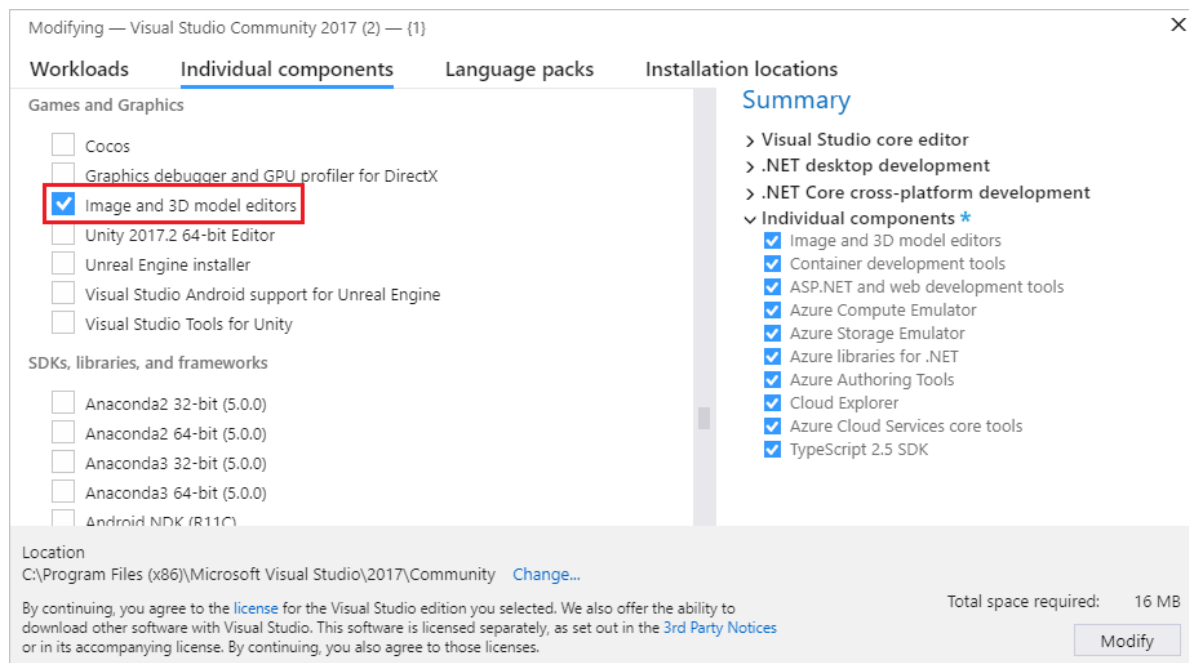 Modifying — Visual Studio Community 2017 (2) — {1}
Workloads Individual components Language packs Installation locations
Games and Graphics
Cocos
Graphics debugger and GPU profiler for DirectX
Image and 3D model editors
Unity 2017.2 64-bit Editor
Unreal Engine installer
Visual Studio Android support for Unreal Engine
Visual Studio Tools for Unity
SDKs, libraries, and frameworks
Anaconda2 32-bit (5.0.0)
Anaconda2 64-bit (5.0.0)
Anaconda3 32-bit (5.0.0)
Anaconda3 64-bit (5.0.0)
Android NDK (R11C)
Summary
Visual Studio core editor
.NET desktop development
.NET Core cross-platform development
Individual components *
Image and 3D model editors
Container development tools
ASP.NET and web development tools
Azure Compute Emulator
Azure Storage Emulator
Azure libraries for .NET
Azure Authoring Tools
Cloud Explorer
Azure Cloud Services core tools
TypeScript 2.5 SDK
Location
C:\Program Files (x86)\Microsoft Visual Studio\2017\Community Change...
By continuing, you agree to the license for the Visual Studio edition you selected. We also offer the ability to
download other software with Visual Studio. This software is licensed separately, as set out in the 3rd Party Notices
or in its accompanying license. By continuing, you also agree to those licenses.
Total space required: 16 MB
Modify